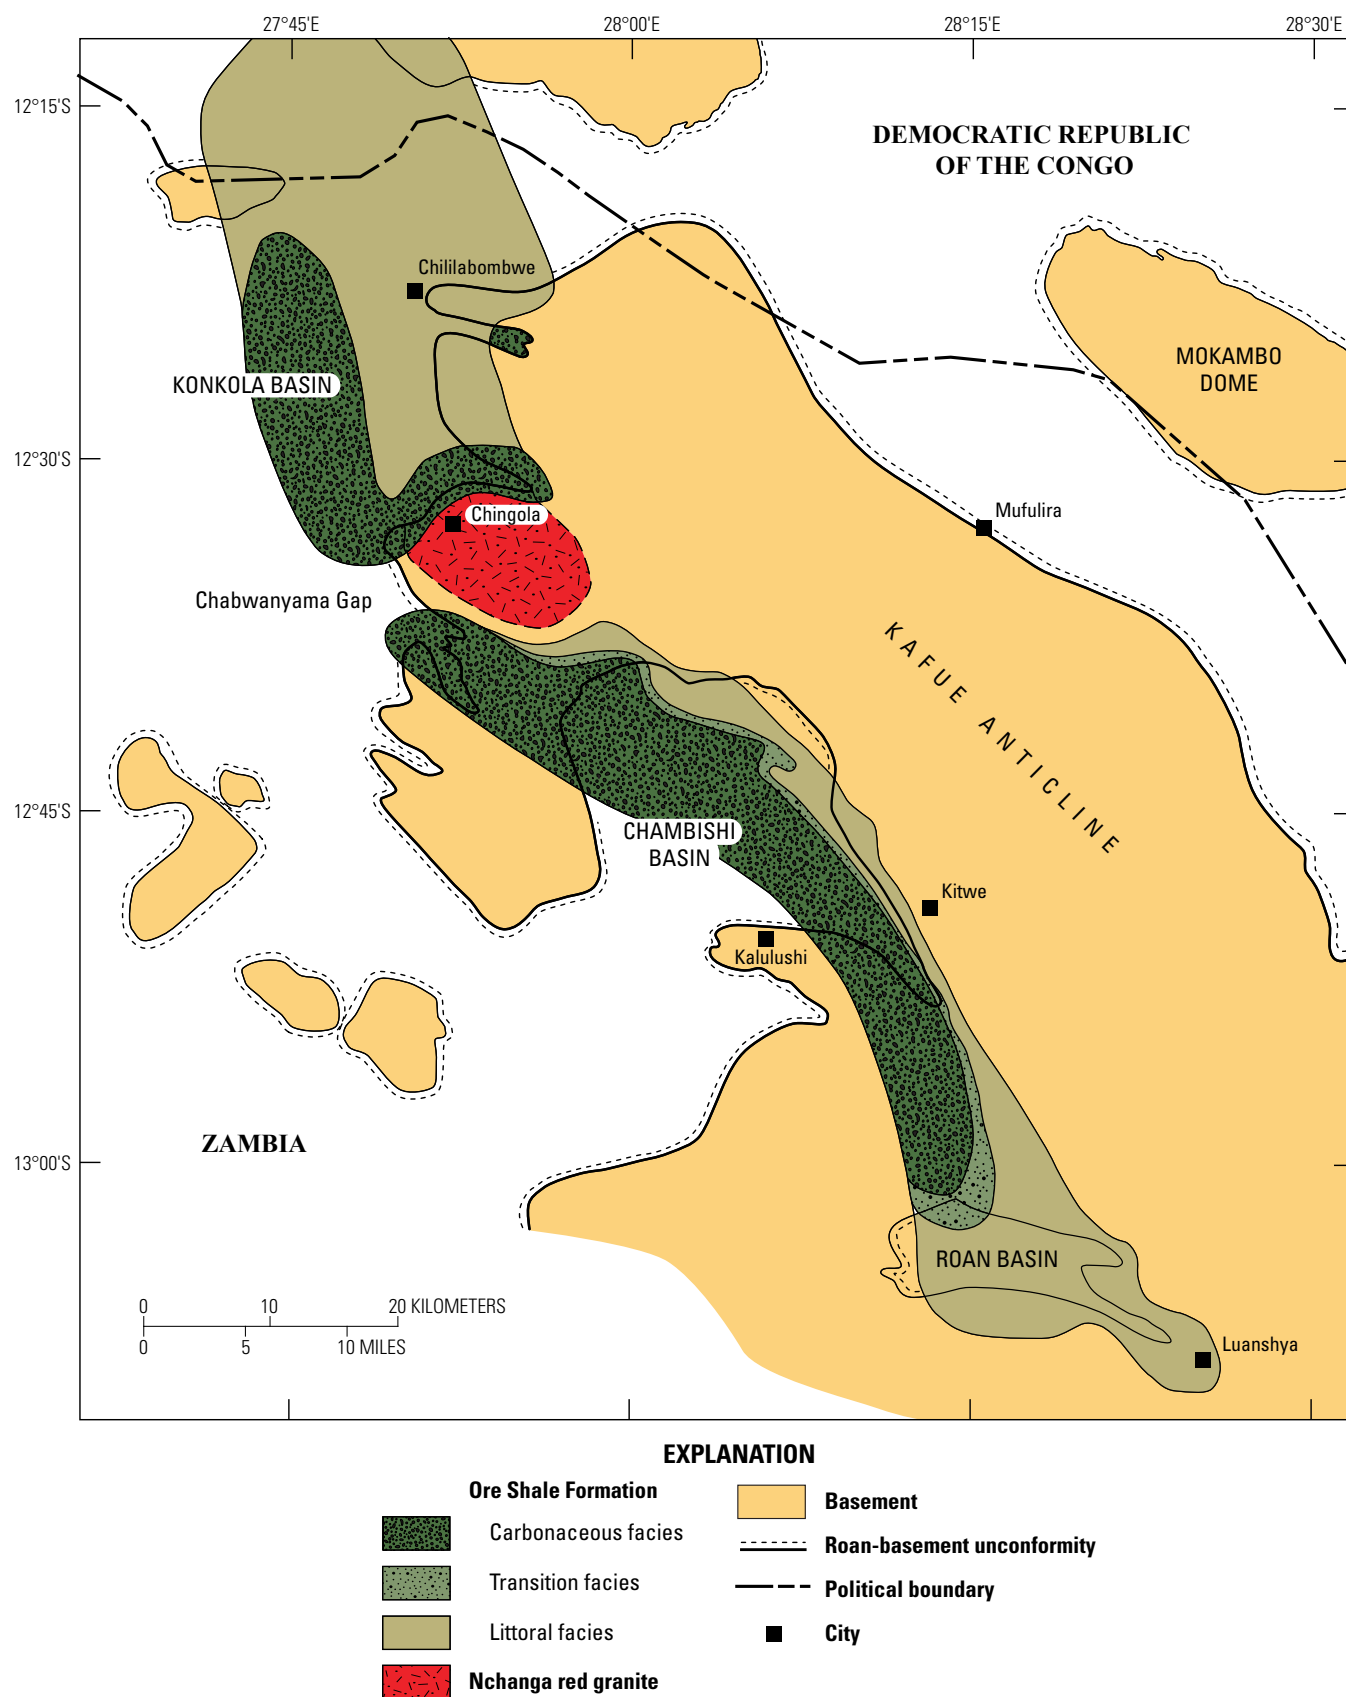 27°45'E
28°00'E
28°15'E
28°30'E
12°15'S
DEMOCRATIC REPUBLIC
OF THE CONGO
Chililabombwe
MOKAMBO
DOME
KONKOLA BASIN
12°30'S
Chingola
Mufulira
Chabwanyama Gap
KAFUE ANTICLINE
12°45'S
CHAMBISHI
BASIN
Kitwe
Kalulushi
ZAMBIA
13°00'S
ROAN BASIN
0 10 20 KILOMETERS
0 5 10 MILES
Luanshya
EXPLANATION
Ore Shale Formation
Carbonaceous facies
Transition facies
Littoral facies
Nchanga red granite
Basement
Roan-basement unconformity
Political boundary
City